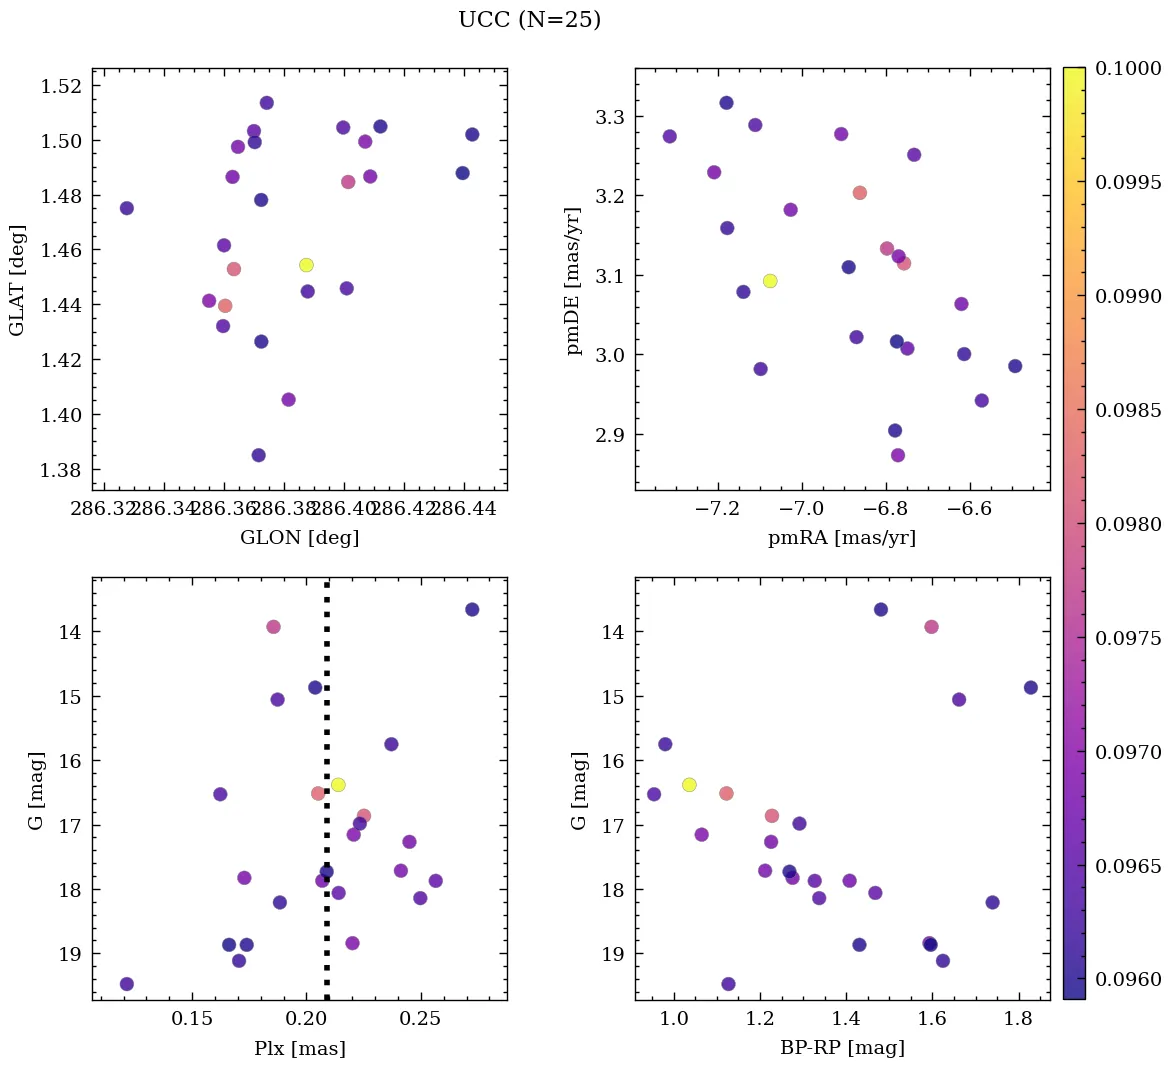 UCC (N=25)
1.52
1.50
1.48
1.46
1.44
1.42
1.40
1.38
GLAT [deg]
286.32 286.34 286.36 286.38 286.40 286.42 286.44
GLON [deg]
3.3
3.2
3.1
3.0
2.9
pmDE [mas/yr]
−7.2 −7.0 −6.8 −6.6
pmRA [mas/yr]
14
15
16
17
18
19
G [mag]
0.15 0.20 0.25
Plx [mas]
14
15
16
17
18
19
G [mag]
1.0 1.2 1.4 1.6 1.8
BP-RP [mag]
0.1000
0.0995
0.0990
0.0985
0.0980
0.0975
0.0970
0.0965
0.0960